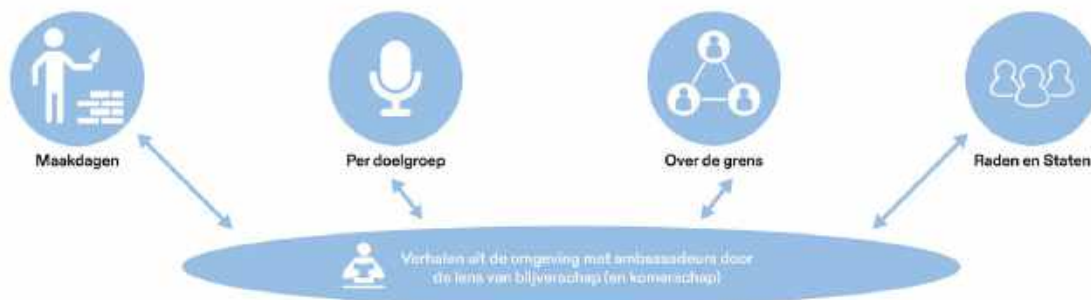 Maakdagen
Per doelgroep
Over de grens
Raden en Staten
Verhalen uit de omgeving met ambassadeurs door
de lens van blijverschap (en komerschap)